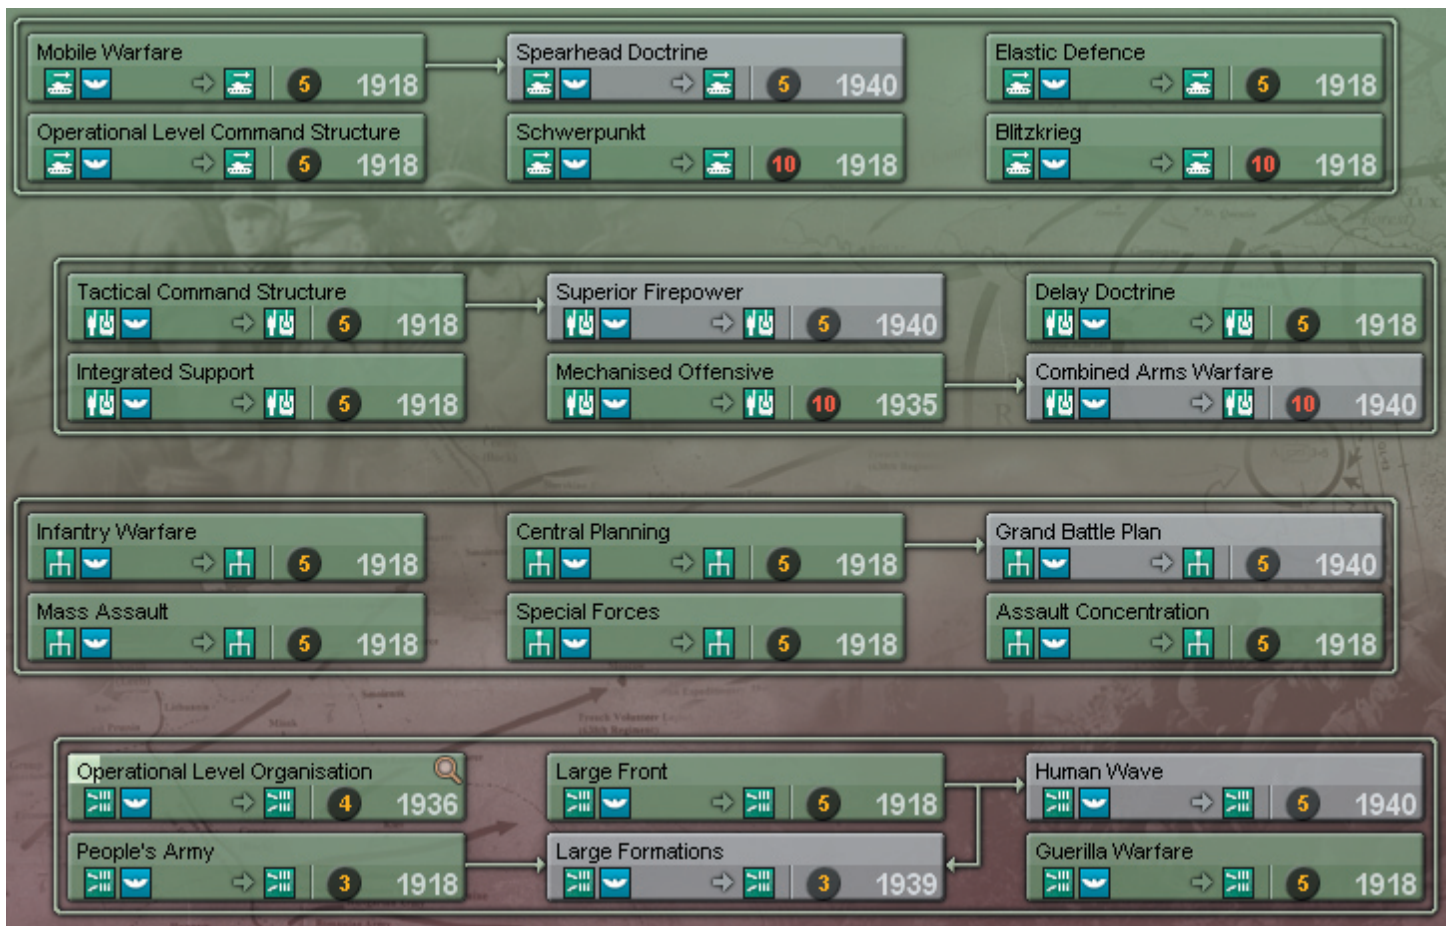 Mobile Warfare
5 1918
Spearhead Doctrine
5 1940
Elastic Defence
5 1918
Operational Level Command Structure
5 1918
Schwerpunkt
10 1918
Blitzkrieg
10 1918
Tactical Command Structure
5 1918
Superior Firepower
5 1940
Delay Doctrine
5 1918
Integrated Support
5 1918
Mechanised Offensive
10 1935
Combined Arms Warfare
10 1940
Infantry Warfare
5 1918
Central Planning
5 1918
Grand Battle Plan
5 1940
Mass Assault
5 1918
Special Forces
5 1918
Assault Concentration
5 1918
Operational Level Organisation
4 1936
Large Front
5 1918
Human Wave
5 1940
People's Army
3 1918
Large Formations
3 1939
Guerilla Warfare
5 1918